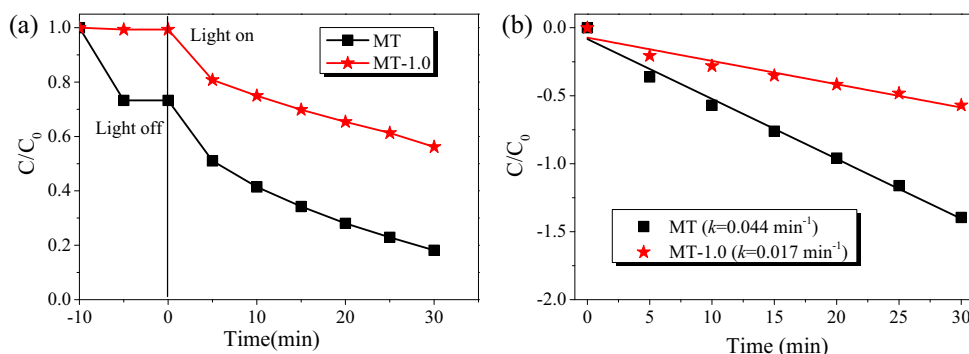 (a)
C/C0
1.0
0.8
0.6
0.4
0.2
0.0
Light on
Light off
MT
MT-1.0
-10
0
10
20
30
Time(min)
(b)
C/C0
0.0
-0.5
-1.0
-1.5
-2.0
MT (k=0.044 min-1)
MT-1.0 (k=0.017 min-1)
0
5
10
15
20
25
30
Time (min)